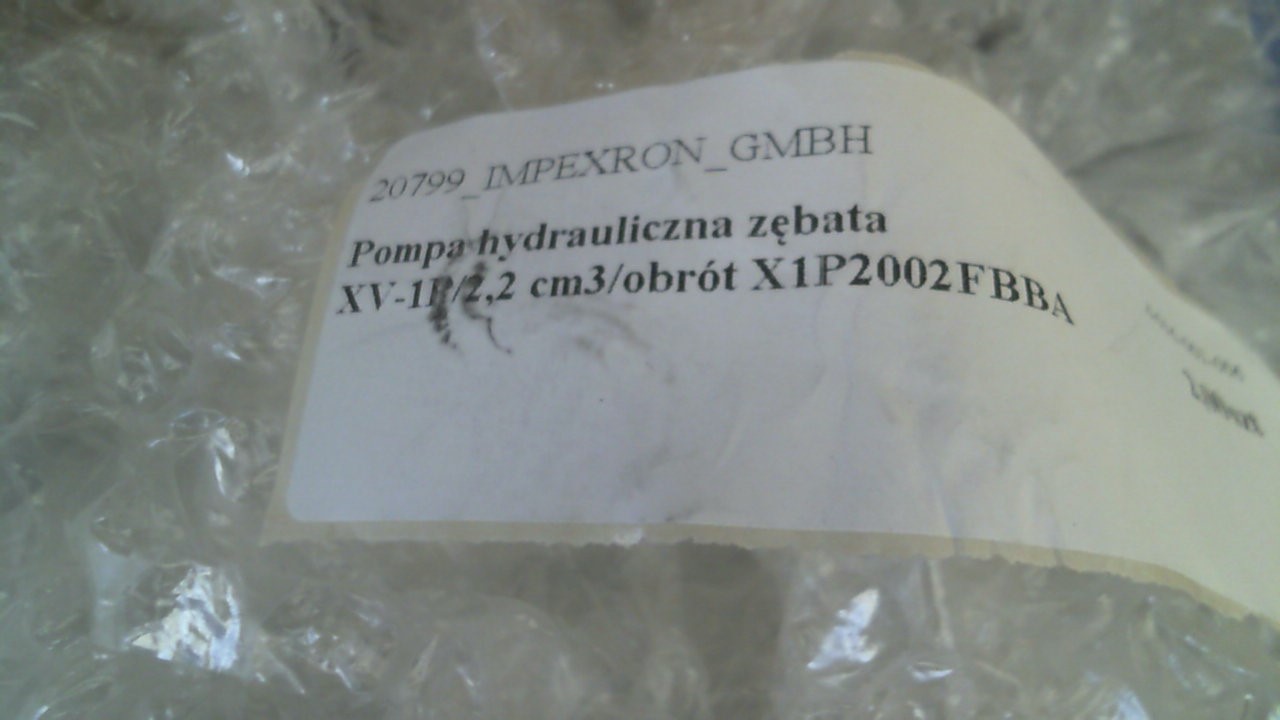 20799_IMPEXRON_GMBH
Pompa hydrauliczna zębata
XV-1P/2,2 cm3/obrót X1P2002FBBA